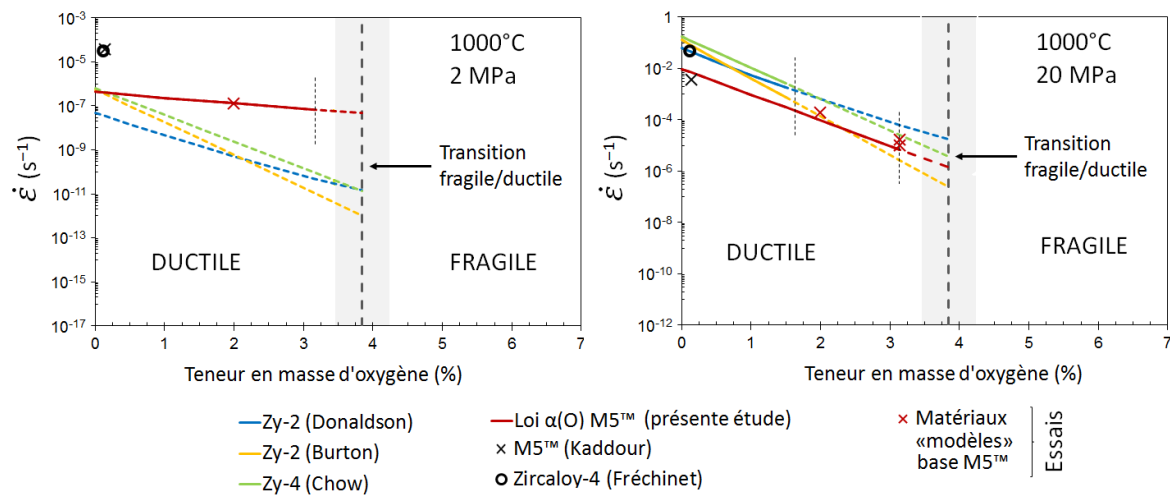 10⁻³
10⁻⁵
10⁻⁷
10⁻⁹
10⁻¹¹
10⁻¹³
10⁻¹⁵
10⁻¹⁷
ε̇ (s⁻¹)
1000°C
2 MPa
Transition
fragile/ductile
DUCTILE
FRAGILE
0 1 2 3 4 5 6 7
Teneur en masse d'oxygène (%)
1
10⁻²
10⁻⁴
10⁻⁶
10⁻⁸
10⁻¹⁰
10⁻¹²
ε̇ (s⁻¹)
1000°C
20 MPa
Transition
fragile/ductile
DUCTILE
FRAGILE
0 1 2 3 4 5 6 7
Teneur en masse d'oxygène (%)
Zy-2 (Donaldson)
Zy-2 (Burton)
Zy-4 (Chow)
Loi α(O) M5™ (présente étude)
M5™ (Kaddour)
Zircaloy-4 (Fréchinet)
Matériaux
«modèles»
base M5™
Essais